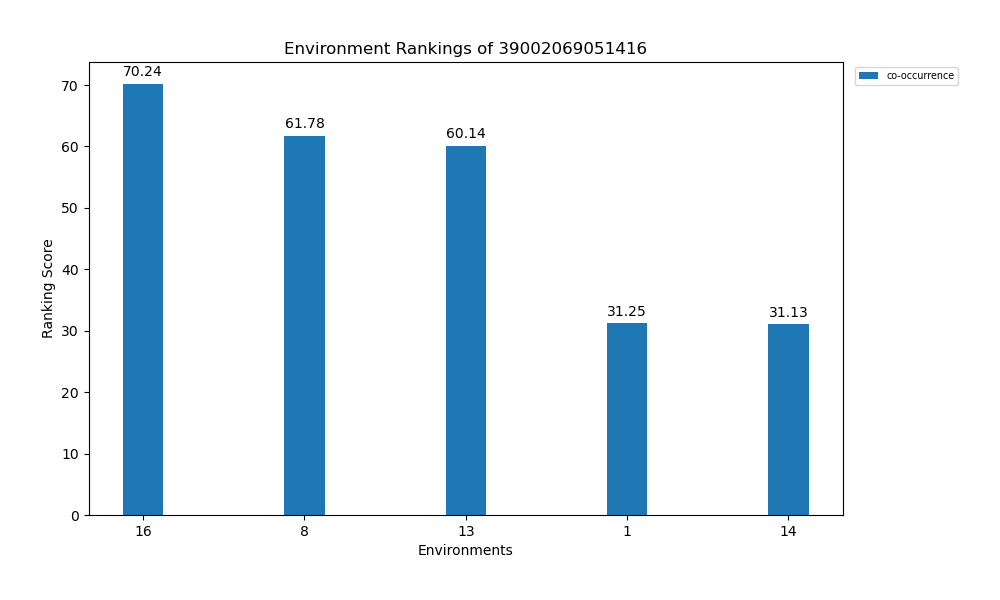 Environment Rankings of 39002069051416
co-occurrence
Ranking Score
70
60
50
40
30
20
10
0
70.24
61.78
60.14
31.25
31.13
16 8 13 1 14
Environments